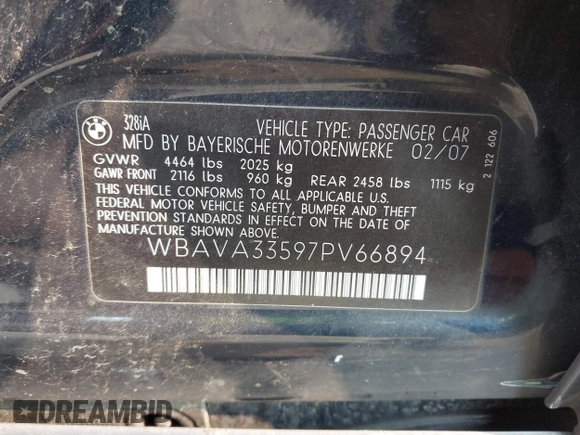 BMW
328iA
VEHICLE TYPE: PASSENGER CAR
MFD BY BAYERISCHE MOTORENWERKE 02/07
GVWR 4464 lbs 2025 kg
GAWR FRONT 2116 lbs 960 kg REAR 2458 lbs 1115 kg
THIS VEHICLE CONFORMS TO ALL APPLICABLE U.S.
FEDERAL MOTOR VEHICLE SAFETY, BUMPER AND THEFT
PREVENTION STANDARDS IN EFFECT ON THE DATE OF
MANUFACTURE SHOWN ABOVE.
WBAVA33597PV66894
2 122 606
DREAMBID